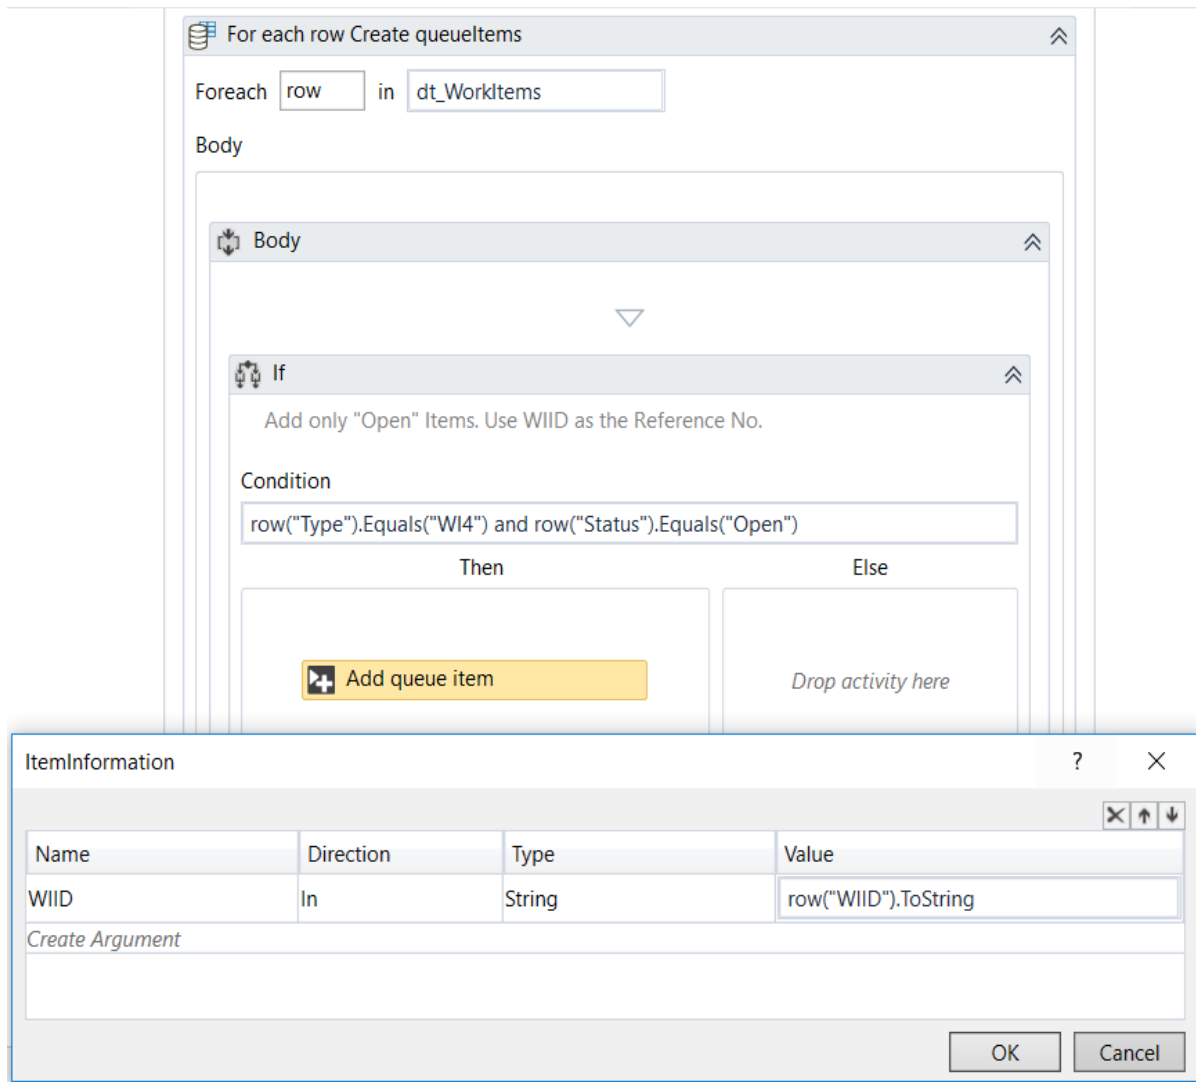 For each row Create queueItems
Foreach row in dt_WorkItems
Body
Body
If
Add only "Open" Items. Use WIID as the Reference No.
Condition
row("Type").Equals("WI4") and row("Status").Equals("Open")
Then Else
Add queue item Drop activity here
ItemInformation ?
Name Direction Type Value
WIID In String row("WIID").ToString
Create Argument
OK Cancel